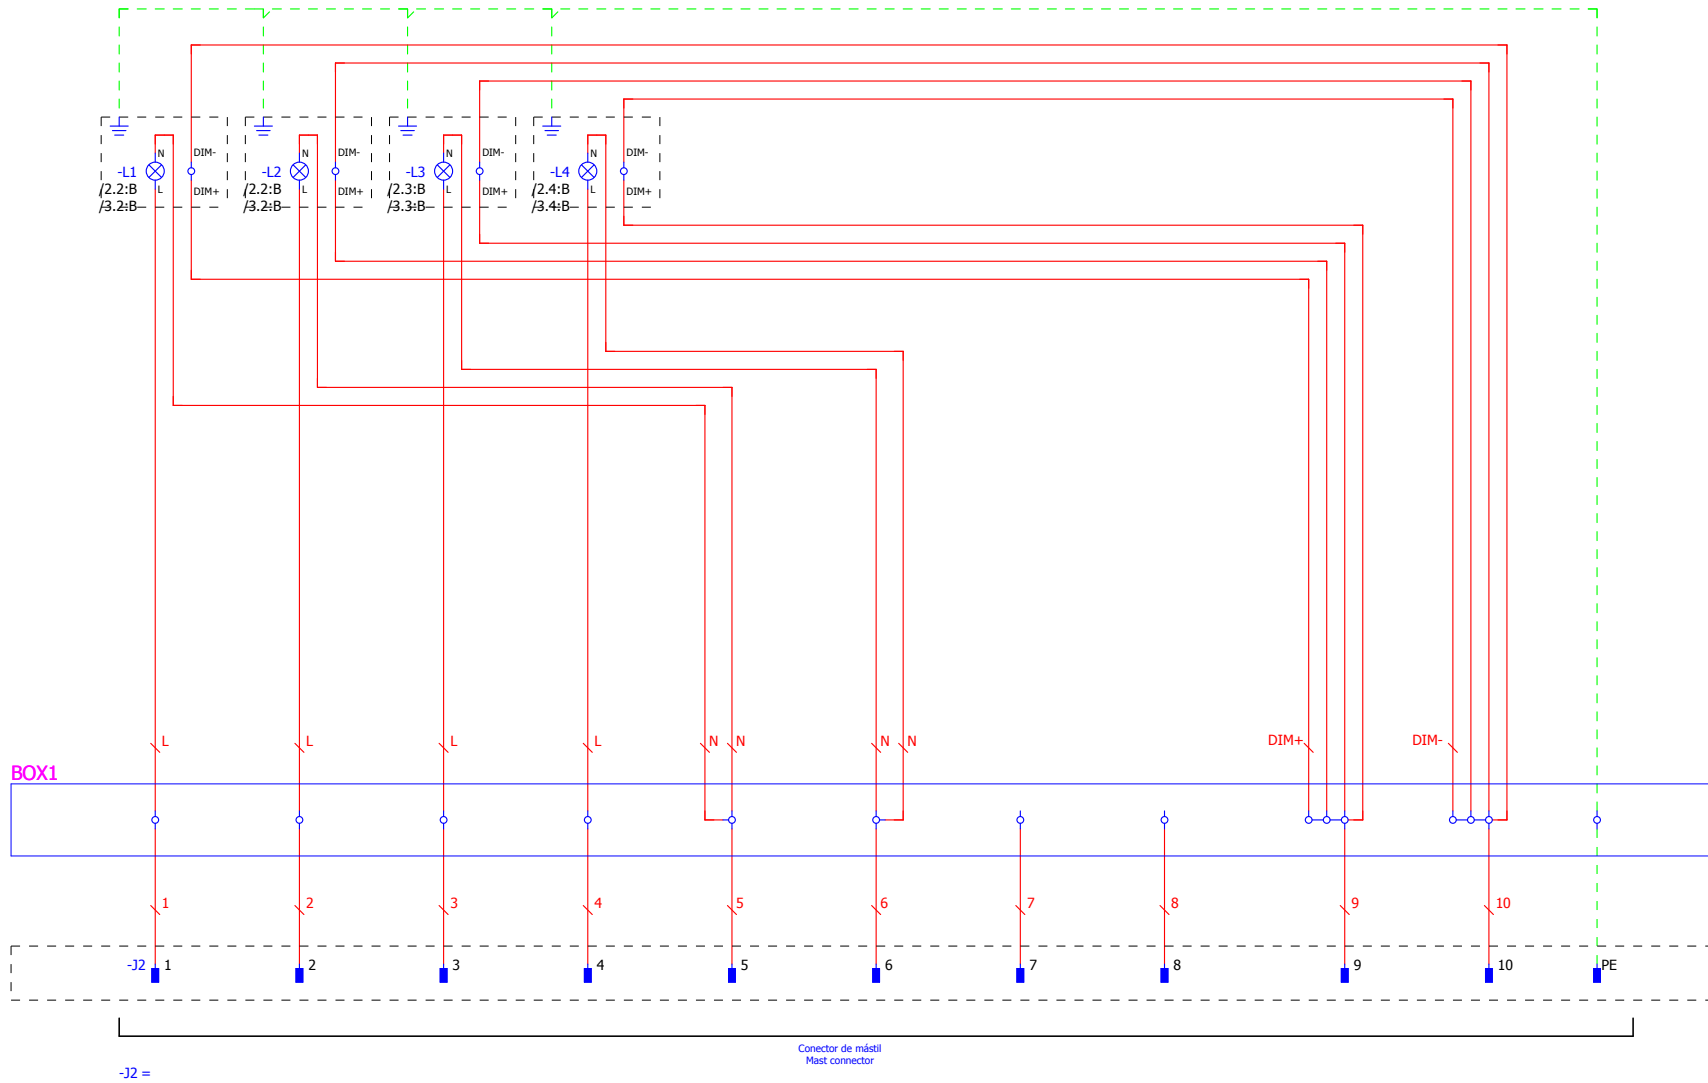 N
DIM-
N
DIM-
N
DIM-
N
DIM-
-L1
-L2
-L3
-L4
L
DIM+
L
DIM+
L
DIM+
L
DIM+
/2.2:B
/2.2:B
/2.3:B
/2.4:B
/3.2:B
/3.2:B
/3.3:B
/3.4:B
L
L
L
L
N
N
N
N
DIM+
DIM-
BOX1
1
2
3
4
5
6
7
8
9
10
-J2
1
2
3
4
5
6
7
8
9
10
PE
Conector de mástil
Mast connector
-J2 =